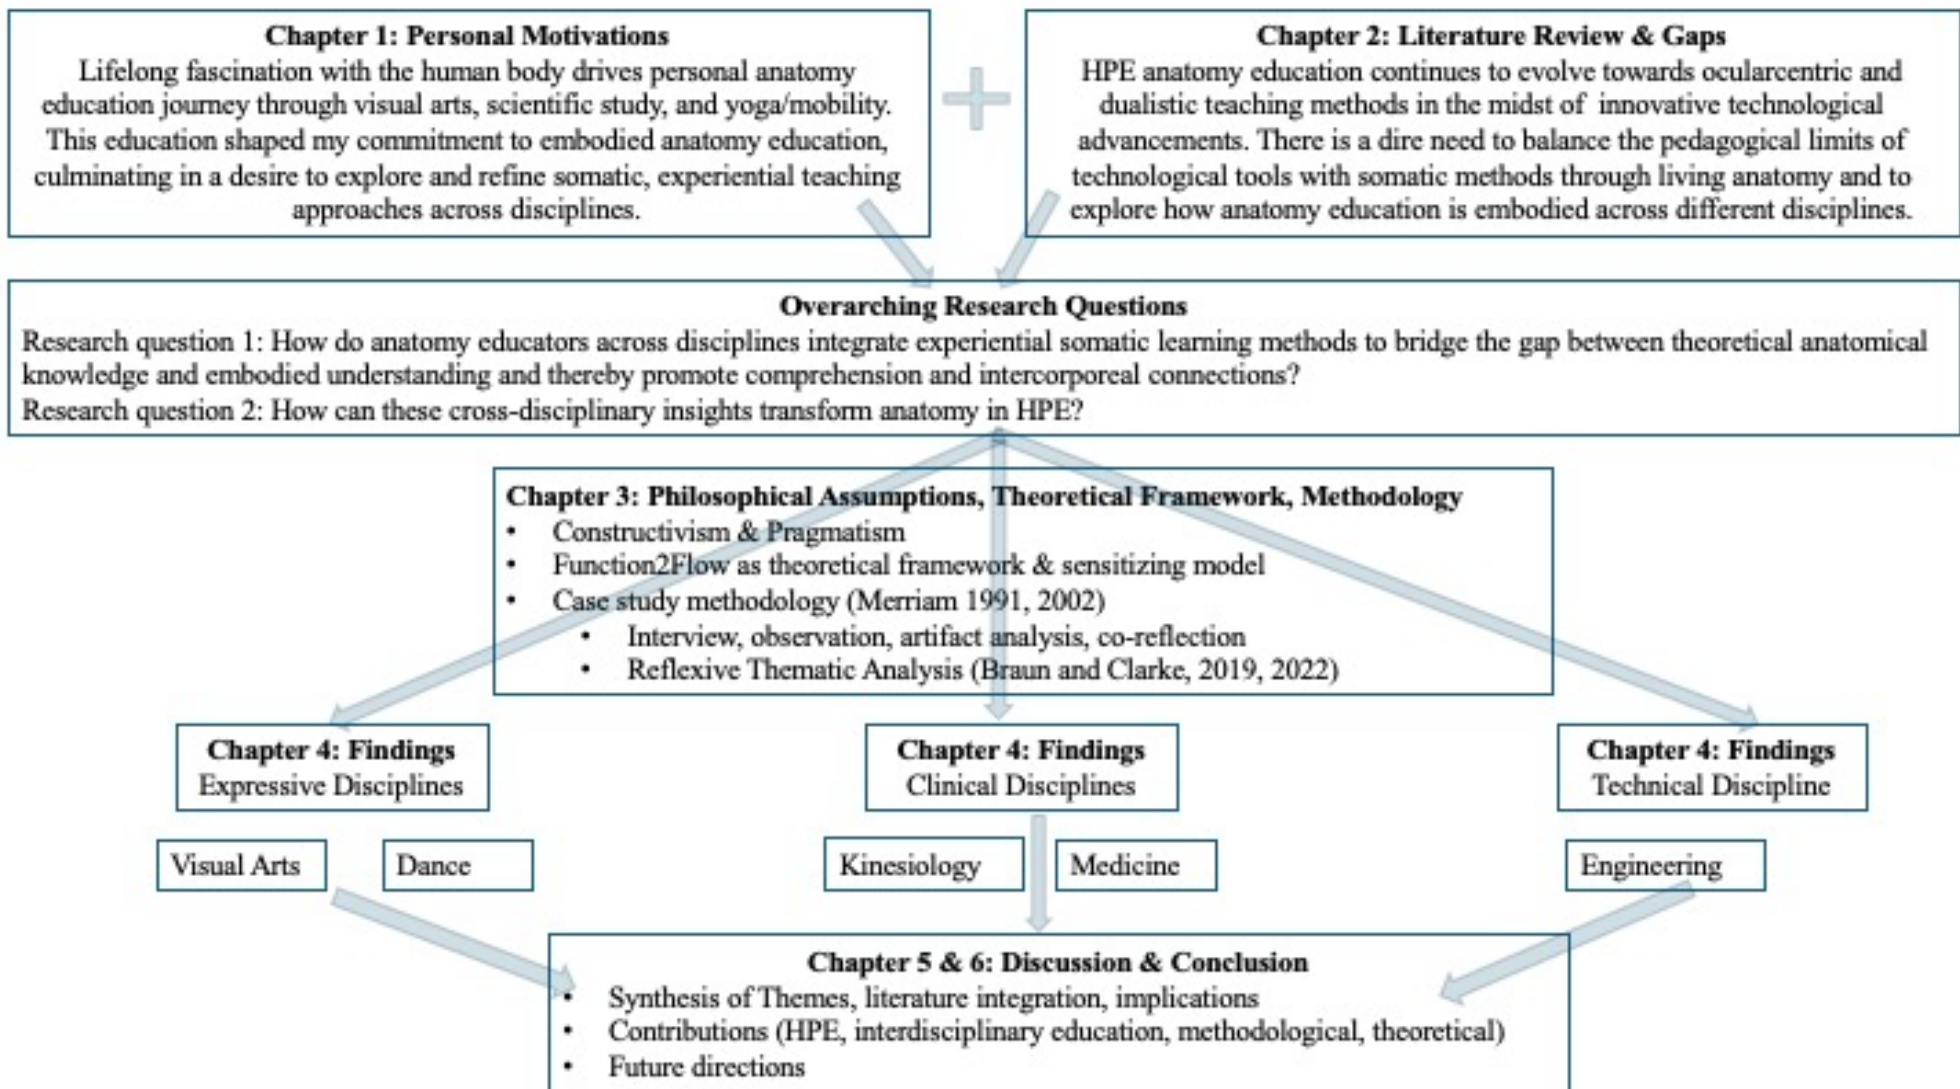 Chapter 1: Personal Motivations
Lifelong fascination with the human body drives personal anatomy
education journey through visual arts, scientific study, and yoga/mobility.
This education shaped my commitment to embodied anatomy education,
culminating in a desire to explore and refine somatic, experiential teaching
approaches across disciplines.
Chapter 2: Literature Review & Gaps
HPE anatomy education continues to evolve towards ocularcentric and
dualistic teaching methods in the midst of innovative technological
advancements. There is a dire need to balance the pedagogical limits of
technological tools with somatic methods through living anatomy and to
explore how anatomy education is embodied across different disciplines.
Overarching Research Questions
Research question 1: How do anatomy educators across disciplines integrate experiential somatic learning methods to bridge the gap between theoretical anatomical
knowledge and embodied understanding and thereby promote comprehension and intercorporeal connections?
Research question 2: How can these cross-disciplinary insights transform anatomy in HPE?
Chapter 3: Philosophical Assumptions, Theoretical Framework, Methodology
• Constructivism & Pragmatism
• Function2Flow as theoretical framework & sensitizing model
• Case study methodology (Merriam 1991, 2002)
• Interview, observation, artifact analysis, co-reflection
• Reflexive Thematic Analysis (Braun and Clarke, 2019, 2022)
Chapter 4: Findings
Expressive Disciplines
Chapter 4: Findings
Clinical Disciplines
Chapter 4: Findings
Technical Discipline
Visual Arts
Dance
Kinesiology
Medicine
Engineering
Chapter 5 & 6: Discussion & Conclusion
• Synthesis of Themes, literature integration, implications
• Contributions (HPE, interdisciplinary education, methodological, theoretical)
• Future directions